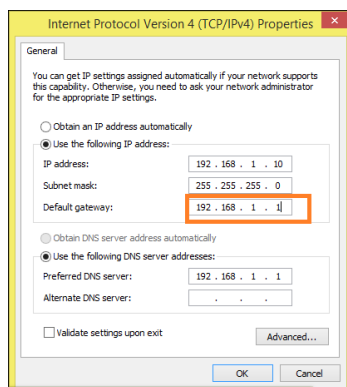 Internet Protocol Version 4 (TCP/IPv4) Properties
General
You can get IP settings assigned automatically if your network supports
this capability. Otherwise, you need to ask your network administrator
for the appropriate IP settings.
Obtain an IP address automatically
Use the following IP address:
IP address: 192 . 168 . 1 . 10
Subnet mask: 255 . 255 . 255 . 0
Default gateway: 192 . 168 . 1 . 1
Obtain DNS server address automatically
Use the following DNS server addresses:
Preferred DNS server: 192 . 168 . 1 . 1
Alternate DNS server: . . .
Validate settings upon exit
Advanced...
OK Cancel